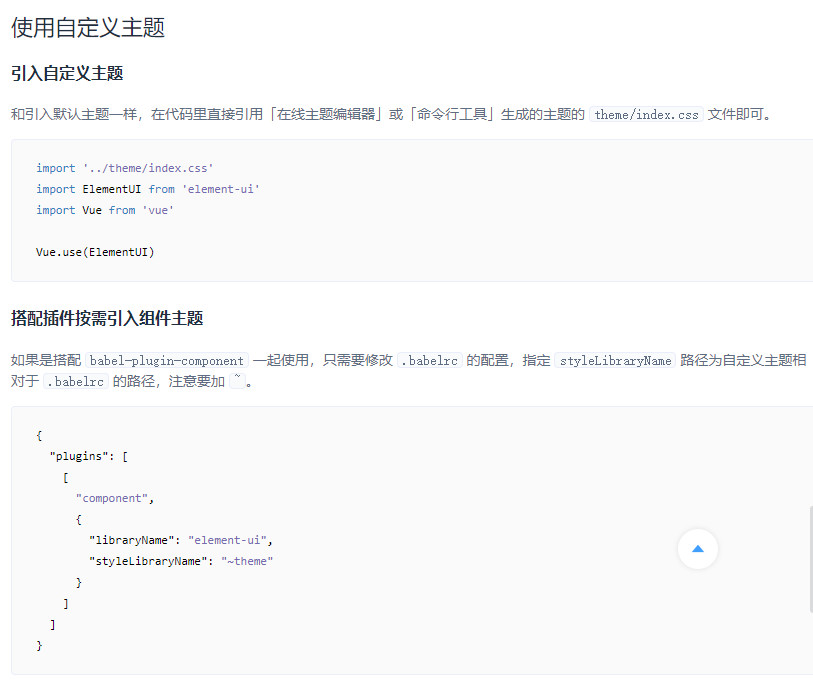 使用自定义主题
引入自定义主题
和引入默认主题一样，在代码里直接引用「在线主题编辑器」或「命令行工具」生成的主题的 theme/index.css 文件即可。
import '../theme/index.css'
import ElementUI from 'element-ui'
import Vue from 'vue'
Vue.use(ElementUI)
搭配插件按需引入组件主题
如果是搭配 babel-plugin-component 一起使用，只需要修改 .babelrc 的配置，指定 styleLibraryName 路径为自定义主题相
对于 .babelrc 的路径，注意要加 ~。
{
  "plugins": [
    [
      "component",
      {
        "libraryName": "element-ui",
        "styleLibraryName": "~theme"
      }
    ]
  ]
}